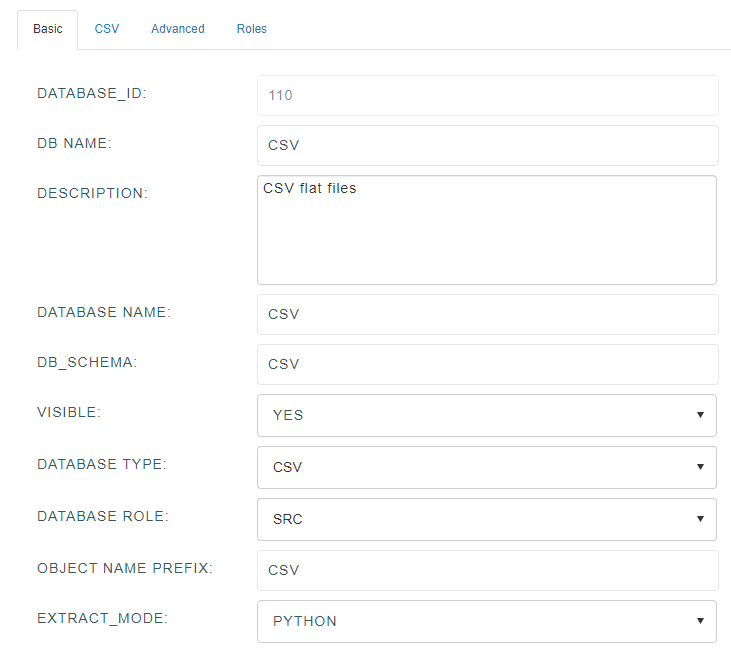 Basic CSV Advanced Roles
DATABASE_ID: 110
DB NAME: CSV
DESCRIPTION: CSV flat files
DATABASE NAME: CSV
DB_SCHEMA: CSV
VISIBLE: YES
DATABASE TYPE: CSV
DATABASE ROLE: SRC
OBJECT NAME PREFIX: CSV
EXTRACT_MODE: PYTHON